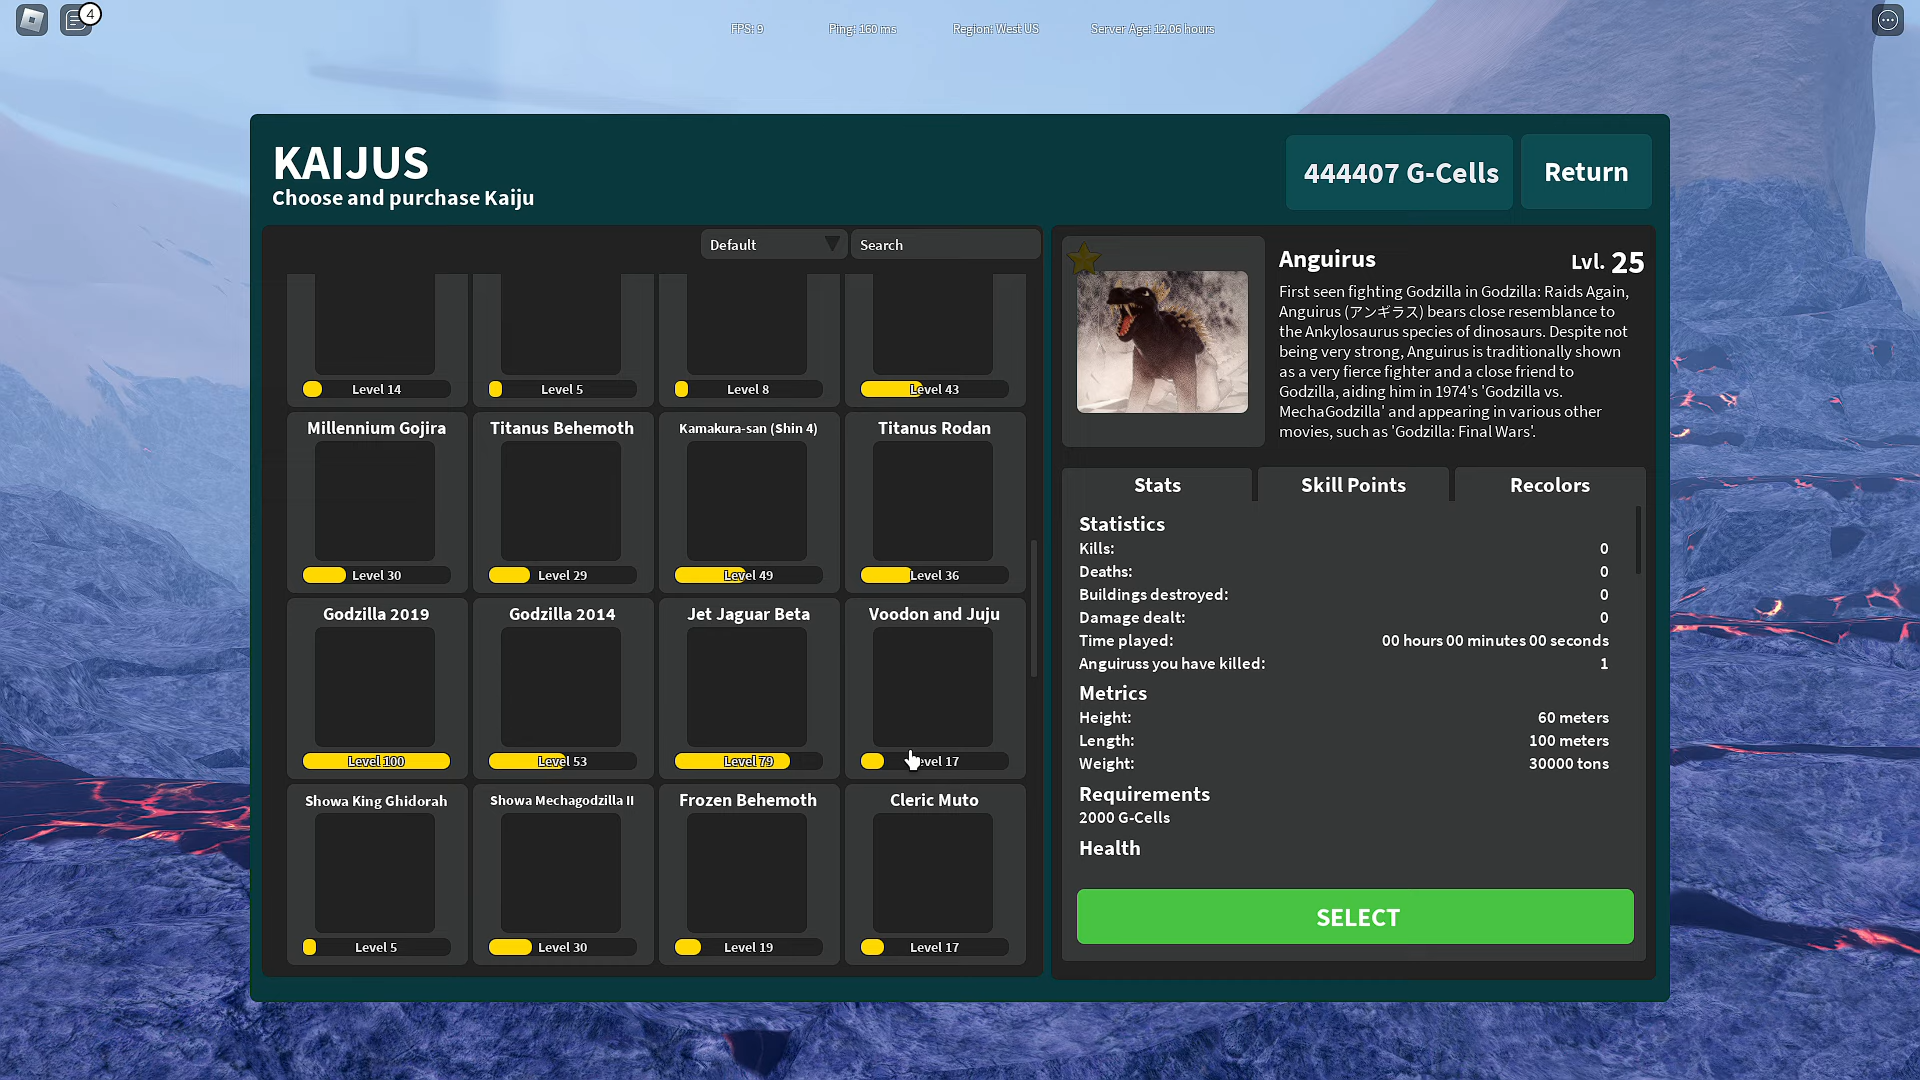 4
FPS: 9
Ping: 160 ms
Region: West US
Server Age: 12.06 hours
KAIJUS
Choose and purchase Kaiju
444407 G-Cells
Return
Default
Search
Level 14
Level 5
Level 8
Level 43
Millennium Gojira
Titanus Behemoth
Kamakura-san (Shin 4)
Titanus Rodan
Level 30
Level 29
Level 49
Level 36
Godzilla 2019
Godzilla 2014
Jet Jaguar Beta
Voodon and Juju
Level 100
Level 53
Level 79
Level 17
Showa King Ghidorah
Showa Mechagodzilla II
Frozen Behemoth
Cleric Muto
Level 5
Level 30
Level 19
Level 17
Anguirus
Lvl. 25
First seen fighting Godzilla in Godzilla: Raids Again,
Anguirus (アンギラス) bears close resemblance to
the Ankylosaurus species of dinosaurs. Despite not
being very strong, Anguirus is traditionally shown
as a very fierce fighter and a close friend to
Godzilla, aiding him in 1974's 'Godzilla vs.
MechaGodzilla' and appearing in various other
movies, such as 'Godzilla: Final Wars'.
Stats
Skill Points
Recolors
Statistics
Kills: 0
Deaths: 0
Buildings destroyed: 0
Damage dealt: 0
Time played: 00 hours 00 minutes 00 seconds
Anguiruss you have killed: 1
Metrics
Height: 60 meters
Length: 100 meters
Weight: 30000 tons
Requirements
2000 G-Cells
Health
SELECT